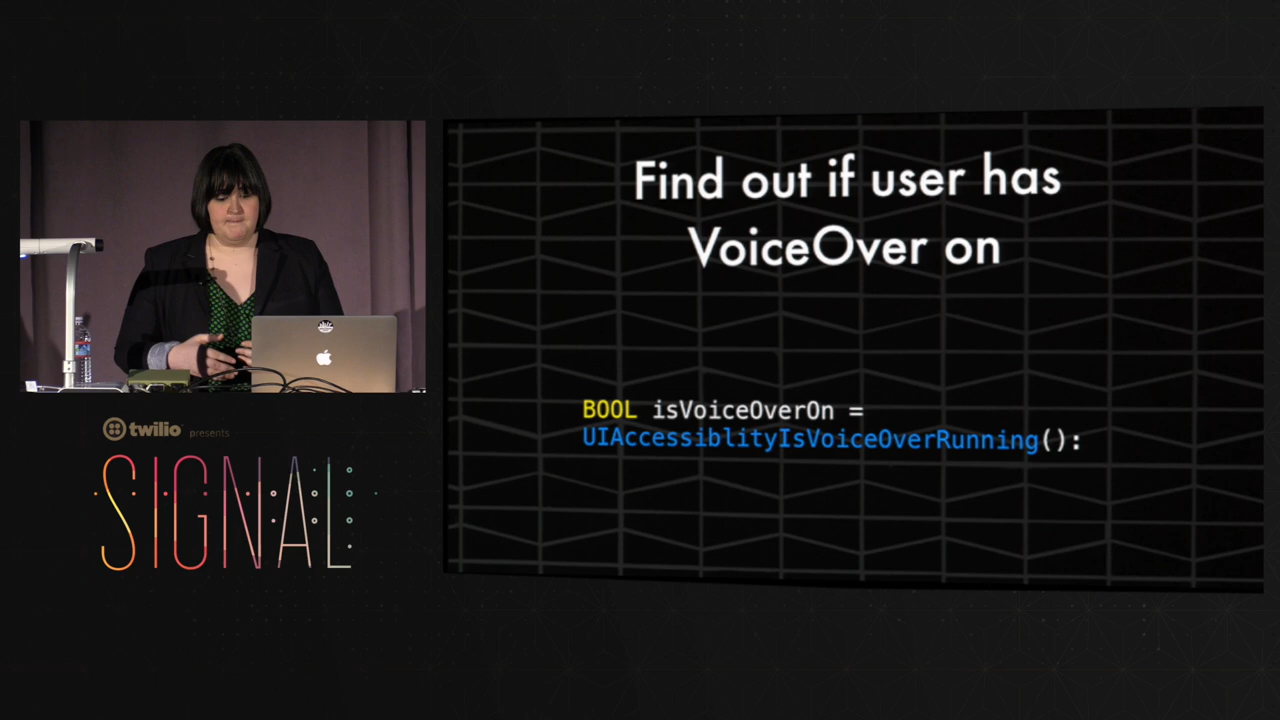 Find out if user has
VoiceOver on
BOOL isVoiceOverOn =
UIAccessiblityIsVoiceOverRunning():
twilio presents
SIGNAL